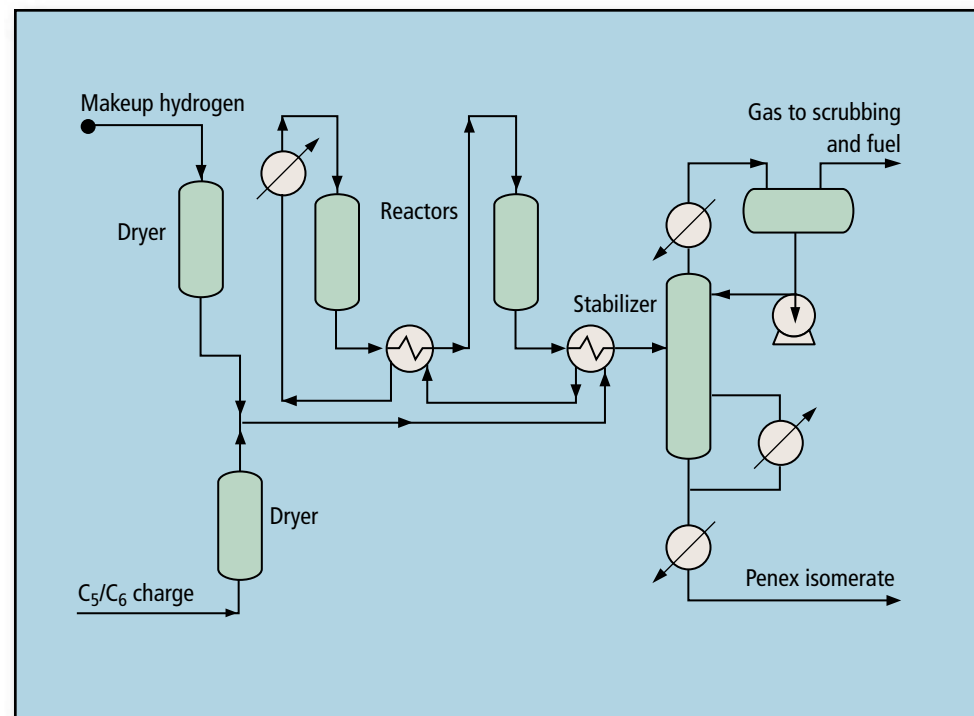 Makeup hydrogen
Gas to scrubbing
and fuel
Dryer
Reactors
Stabilizer
Dryer
C₅/C₆ charge
Penex isomerate